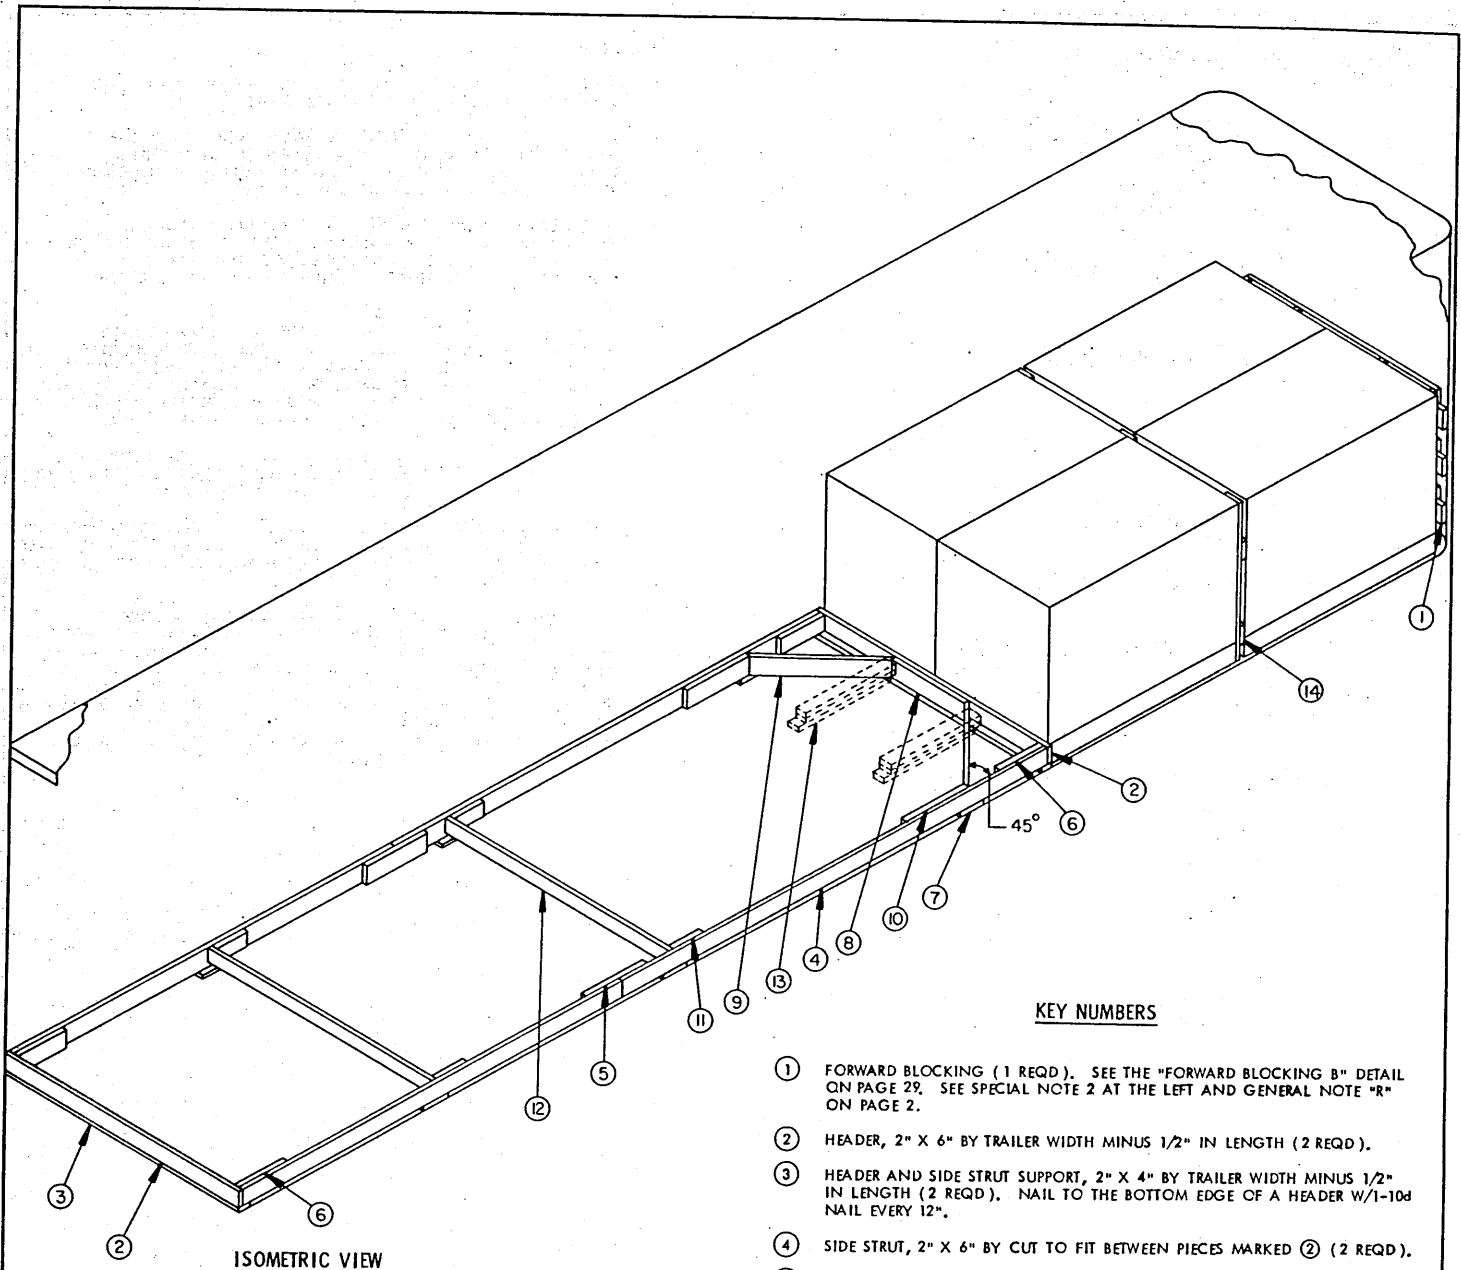 1
14
2
6
45°
7
10
8
4
13
9
11
5
12
6
3
2
ISOMETRIC VIEW
KEY NUMBERS
1 FORWARD BLOCKING (1 REQD). SEE THE "FORWARD BLOCKING B" DETAIL
ON PAGE 29. SEE SPECIAL NOTE 2 AT THE LEFT AND GENERAL NOTE "R"
ON PAGE 2.
2 HEADER, 2" X 6" BY TRAILER WIDTH MINUS 1/2" IN LENGTH (2 REQD).
3 HEADER AND SIDE STRUT SUPPORT, 2" X 4" BY TRAILER WIDTH MINUS 1/2"
IN LENGTH (2 REQD). NAIL TO THE BOTTOM EDGE OF A HEADER W/1-10d
NAIL EVERY 12".
4 SIDE STRUT, 2" X 6" BY CUT TO FIT BETWEEN PIECES MARKED 2 (2 REQD).